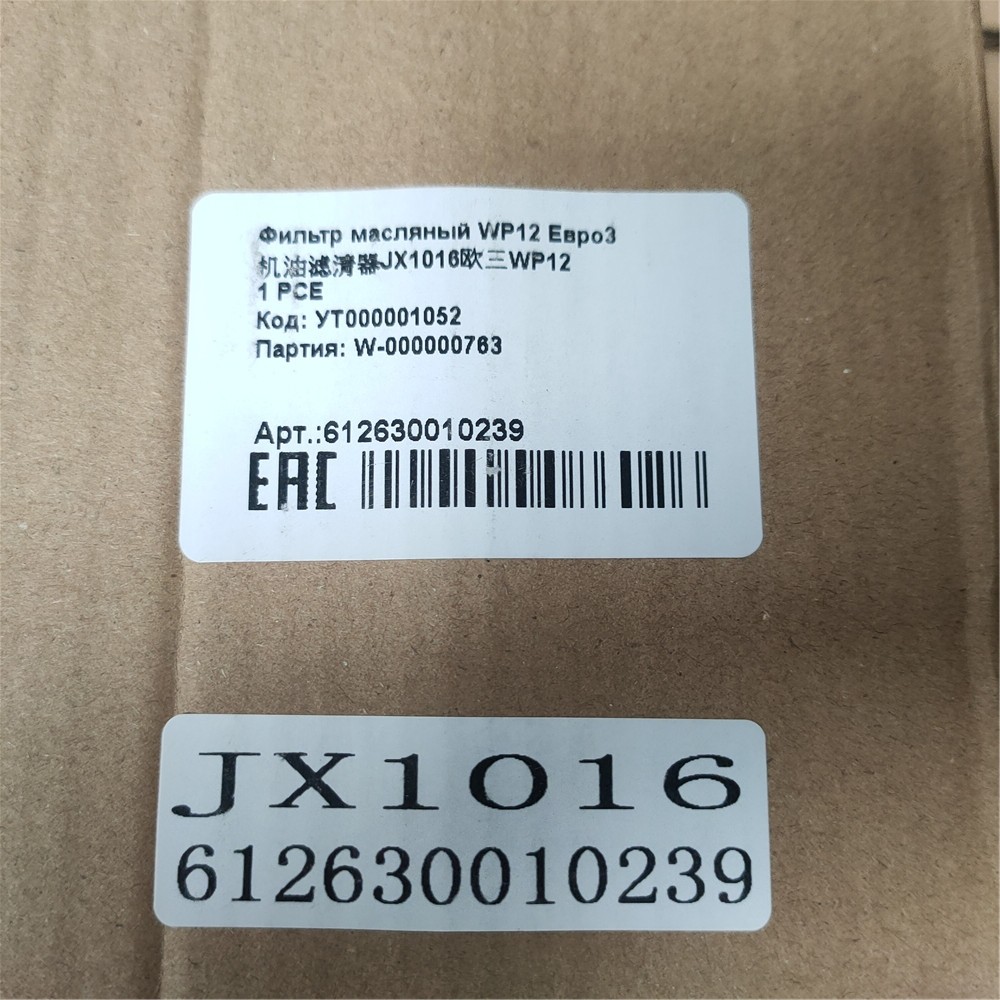 Фильтр масляный WP12 Евро3
机油滤清器JX1016欧三WP12
1 PCE
Код: УТ000001052
Партия: W-000000763
Арт.:612630010239
EAC
JX1016
612630010239